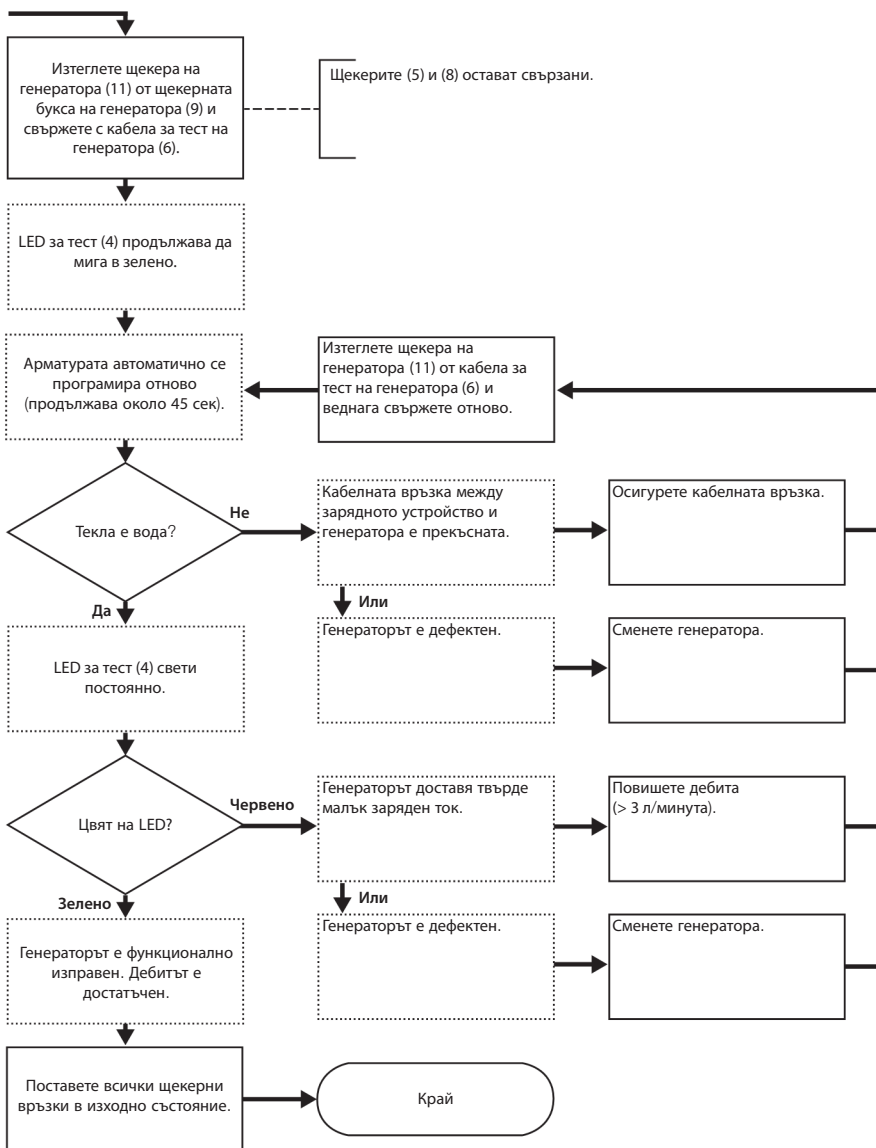 Изтеглете щекера на
генератора (11) от щекерната
букса на генератора (9) и
свържете с кабела за тест на
генератора (6).
Щекерите (5) и (8) остават свързани.
LED за тест (4) продължава да
мига в зелено.
Арматурата автоматично се
програмира отново
(продължава около 45 сек).
Изтеглете щекера на
генератора (11) от кабела за
тест на генератора (6) и
веднага свържете отново.
Текла е вода?
Не
Кабелната връзка между
зарядното устройство и
генератора е прекъсната.
Осигурете кабелната връзка.
Да
Или
LED за тест (4) свети
постоянно.
Генераторът е дефектен.
Сменете генератора.
Цвят на LED?
Червено
Генераторът доставя твърде
малък заряден ток.
Повишете дебита
(> 3 л/минута).
Зелено
Или
Генераторът е функционално
изправен. Дебитът е
достатъчен.
Генераторът е дефектен.
Сменете генератора.
Поставете всички щекерни
връзки в изходно състояние.
Край